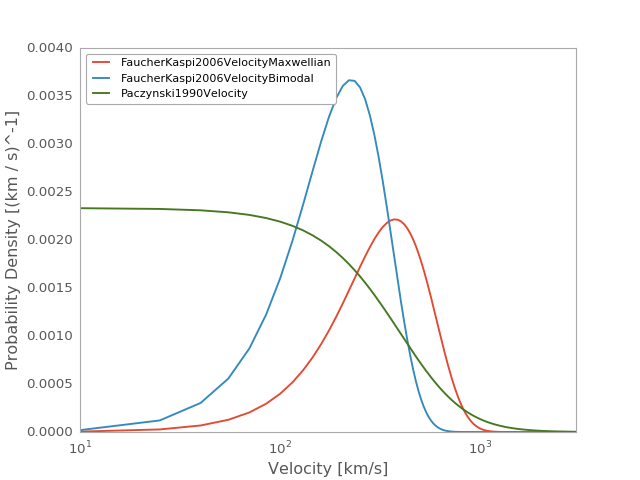 0.0040
0.0035
0.0030
0.0025
0.0020
0.0015
0.0010
0.0005
0.0000
Probability Density [(km / s)^-1]
FaucherKaspi2006VelocityMaxwellian
FaucherKaspi2006VelocityBimodal
Paczynski1990Velocity
10^1 10^2 10^3
Velocity [km/s]